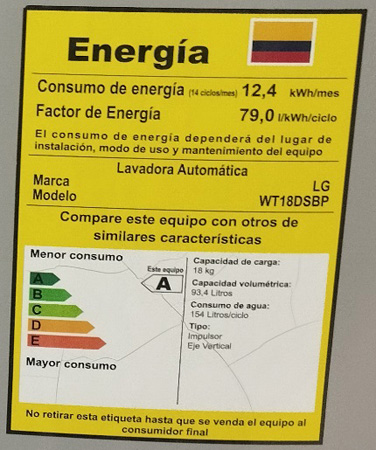 Energía
Consumo de energía (14 ciclos/mes) 12,4 kWh/mes
Factor de Energía 79,0 l/kWh/ciclo
El consumo de energía dependerá del lugar de
instalación, modo de uso y mantenimiento del equipo
Lavadora Automática
Marca LG
Modelo WT18DSBP
Compare este equipo con otros de
similares características
Menor consumo
Este equipo
A
A
B
C
D
E
Mayor consumo
Capacidad de carga:
18 kg
Capacidad volumétrica:
93,4 Litros
Consumo de agua:
154 Litros/ciclo
Tipo:
Impulsor
Eje Vertical
No retirar esta etiqueta hasta que se venda el equipo al
consumidor final